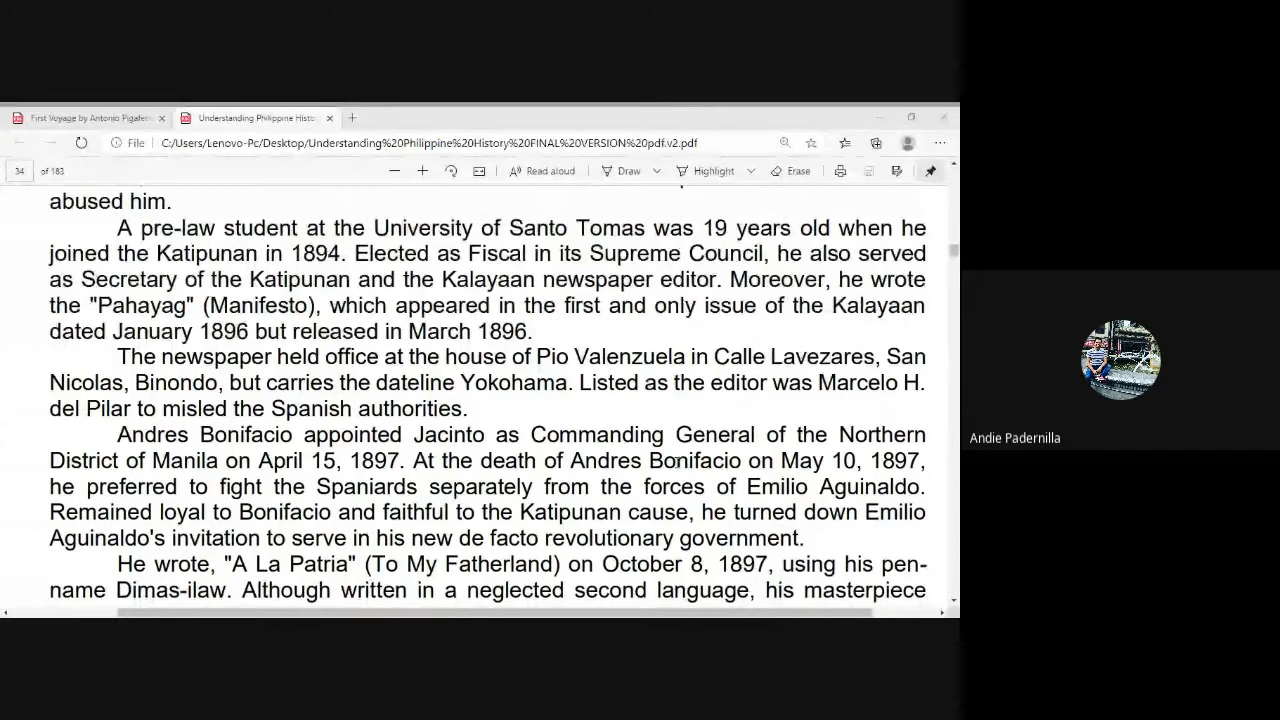 First Voyage by Antonio Pigafett
Understanding Philippine Histo
File C:/Users/Lenovo-Pc/Desktop/Understanding%20Philippine%20History%20FINAL%20VERSION%20pdf.v2.pdf
34 of 183 Read aloud Draw Highlight Erase
abused him.
A pre-law student at the University of Santo Tomas was 19 years old when he
joined the Katipunan in 1894. Elected as Fiscal in its Supreme Council, he also served
as Secretary of the Katipunan and the Kalayaan newspaper editor. Moreover, he wrote
the "Pahayag" (Manifesto), which appeared in the first and only issue of the Kalayaan
dated January 1896 but released in March 1896.
The newspaper held office at the house of Pio Valenzuela in Calle Lavezares, San
Nicolas, Binondo, but carries the dateline Yokohama. Listed as the editor was Marcelo H.
del Pilar to misled the Spanish authorities.
Andres Bonifacio appointed Jacinto as Commanding General of the Northern
District of Manila on April 15, 1897. At the death of Andres Bonifacio on May 10, 1897,
he preferred to fight the Spaniards separately from the forces of Emilio Aguinaldo.
Remained loyal to Bonifacio and faithful to the Katipunan cause, he turned down Emilio
Aguinaldo's invitation to serve in his new de facto revolutionary government.
He wrote, "A La Patria" (To My Fatherland) on October 8, 1897, using his pen-
name Dimas-ilaw. Although written in a neglected second language, his masterpiece
Andie Padernilla